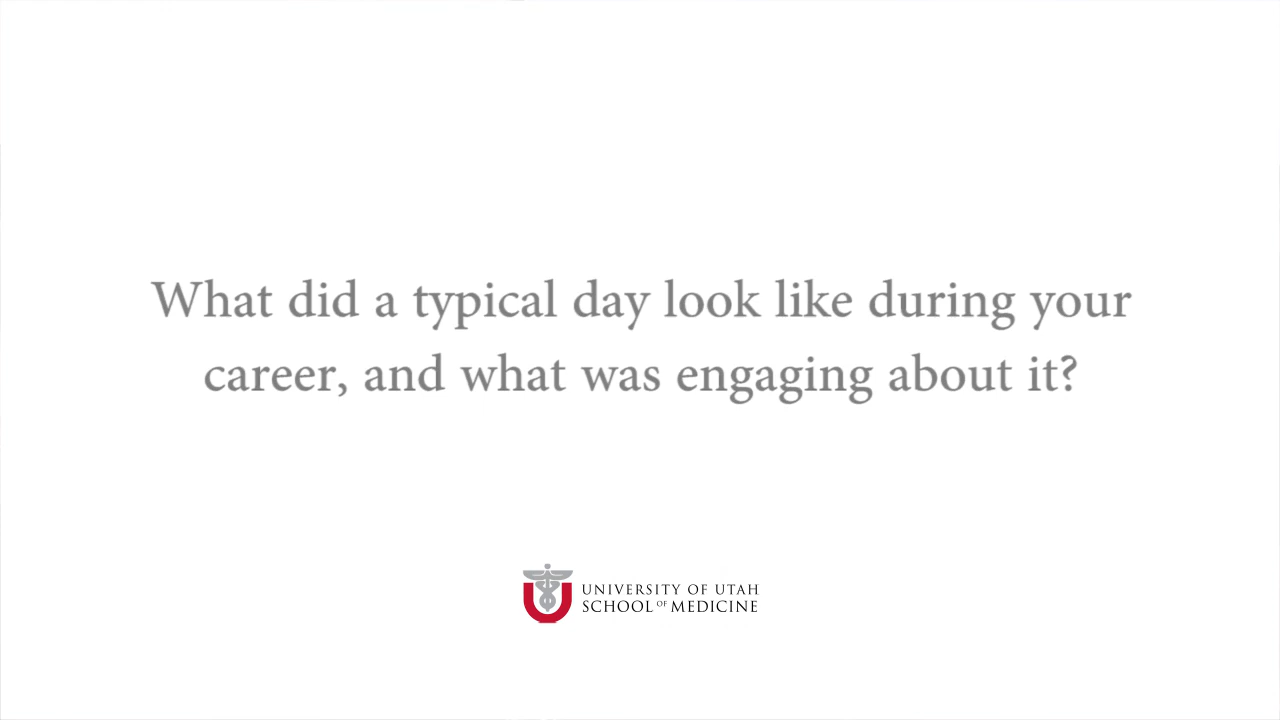 What did a typical day look like during your
career, and what was engaging about it?
UNIVERSITY OF UTAH
SCHOOL OF MEDICINE